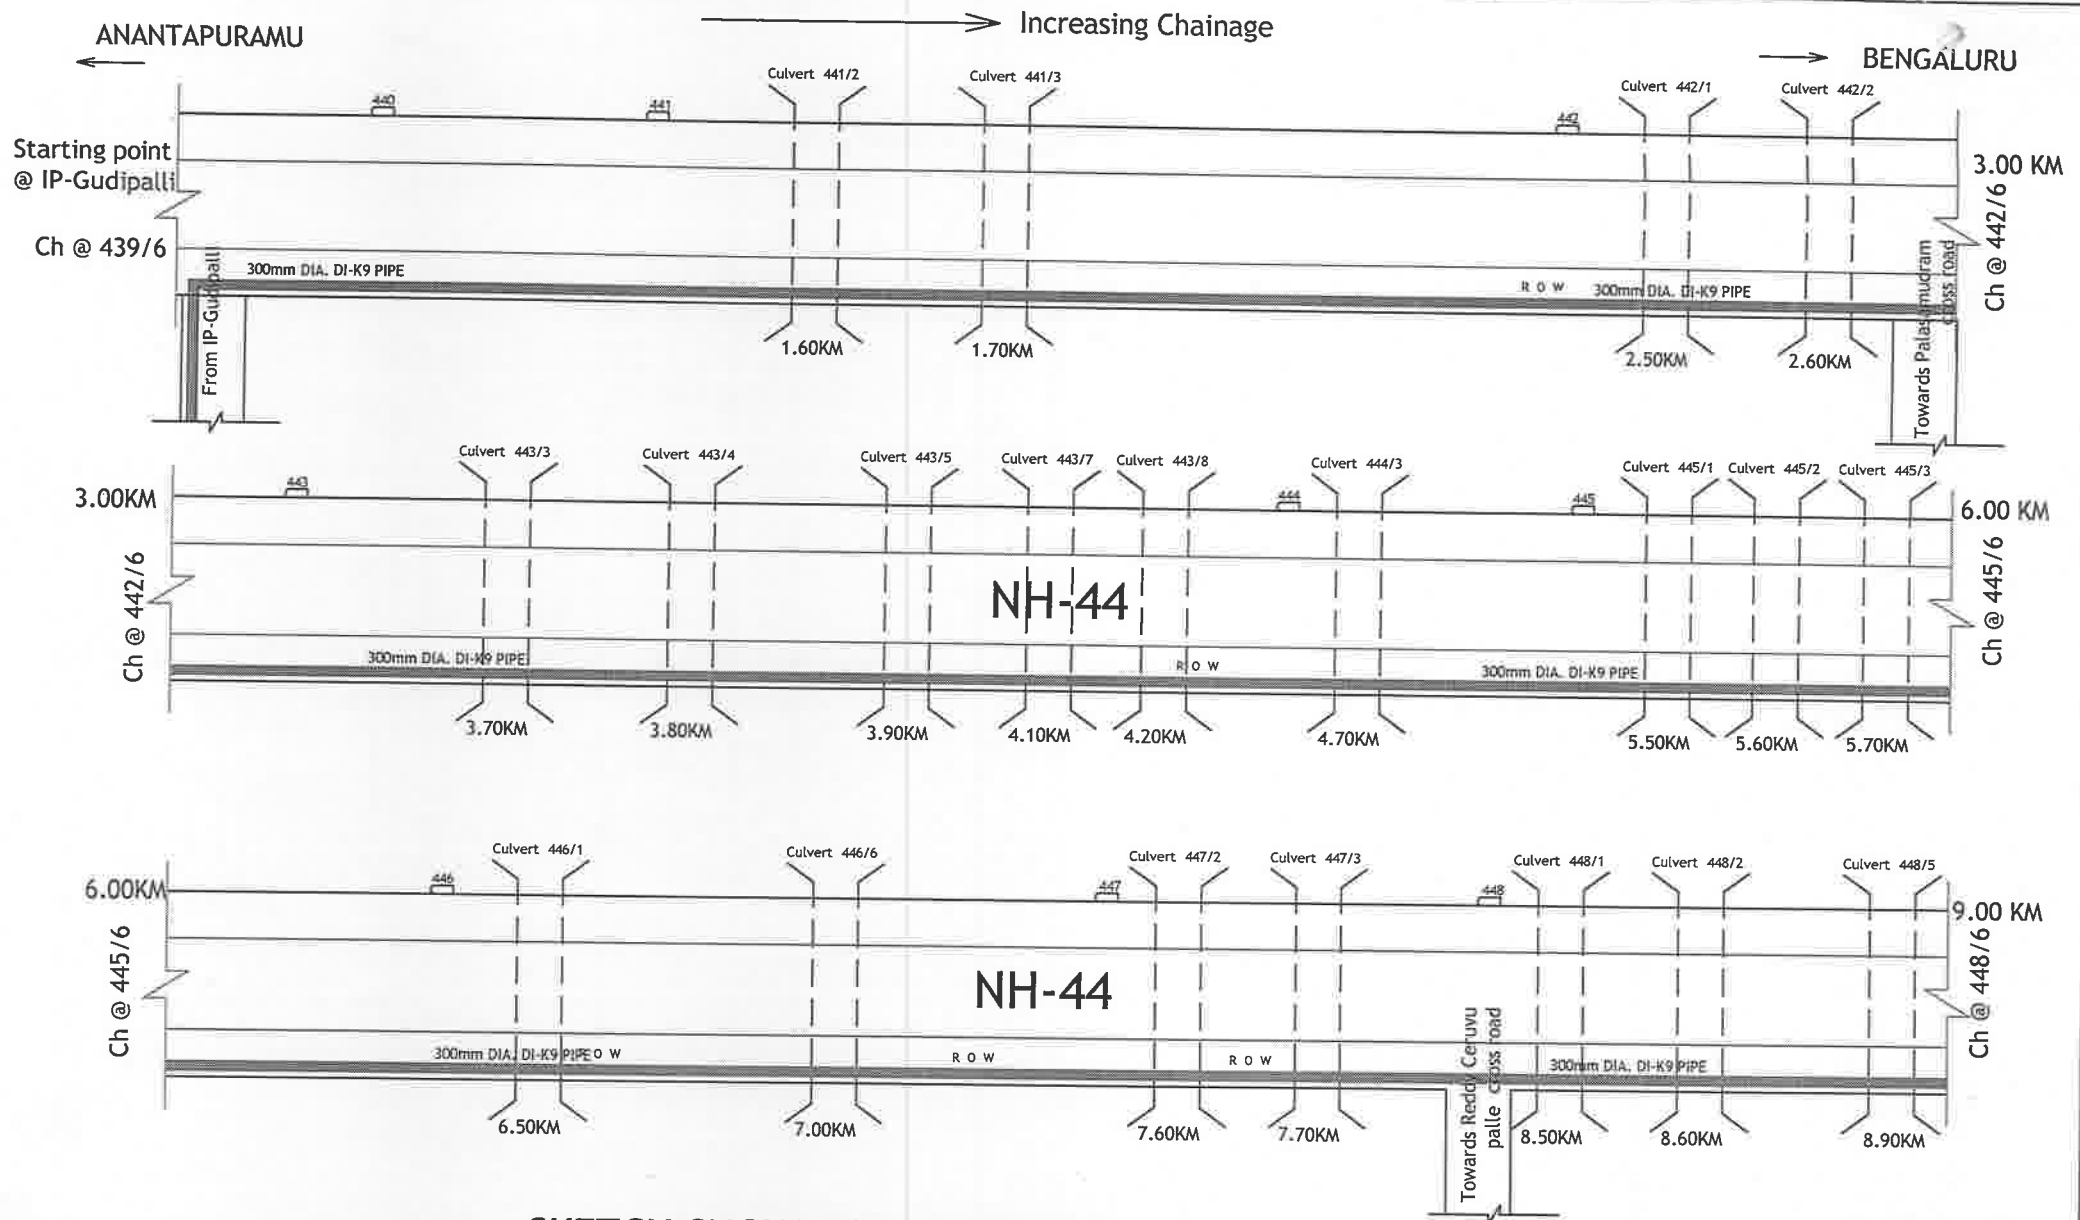 ANANTAPURAMU
Increasing Chainage
BENGALURU
Culvert 441/2
Culvert 441/3
Culvert 442/1
Culvert 442/2
440
441
442
Starting point
@ IP-Gudipalli
3.00 KM
Ch @ 439/6
Ch @ 442/6
From IP-Gudipalli
300mm DIA. DI-K9 PIPE
R O W
300mm DIA. DI-K9 PIPE
Towards Palasamudram
cross road
1.60KM
1.70KM
2.50KM
2.60KM
Culvert 443/3
Culvert 443/4
Culvert 443/5
Culvert 443/7
Culvert 443/8
Culvert 444/3
Culvert 445/1
Culvert 445/2
Culvert 445/3
3.00KM
443
444
445
6.00 KM
Ch @ 442/6
NH-44
Ch @ 445/6
300mm DIA. DI-K9 PIPE
R O W
300mm DIA. DI-K9 PIPE
3.70KM
3.80KM
3.90KM
4.10KM
4.20KM
4.70KM
5.50KM
5.60KM
5.70KM
Culvert 446/1
Culvert 446/6
Culvert 447/2
Culvert 447/3
Culvert 448/1
Culvert 448/2
Culvert 448/5
6.00KM
446
447
448
9.00 KM
Ch @ 445/6
NH-44
Ch @ 448/6
300mm DIA. DI-K9 PIPE O W
R O W
R O W
300mm DIA. DI-K9 PIPE
Towards Reddy Ceruvu
palle cross road
6.50KM
7.00KM
7.60KM
7.70KM
8.50KM
8.60KM
8.90KM